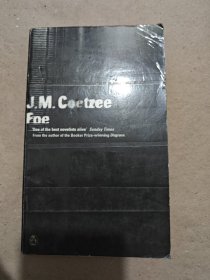 J.M. Coetzee
Foe
'One of the best novelists alive' Sunday Times
From the author of the Booker Prize-winning Disgrace